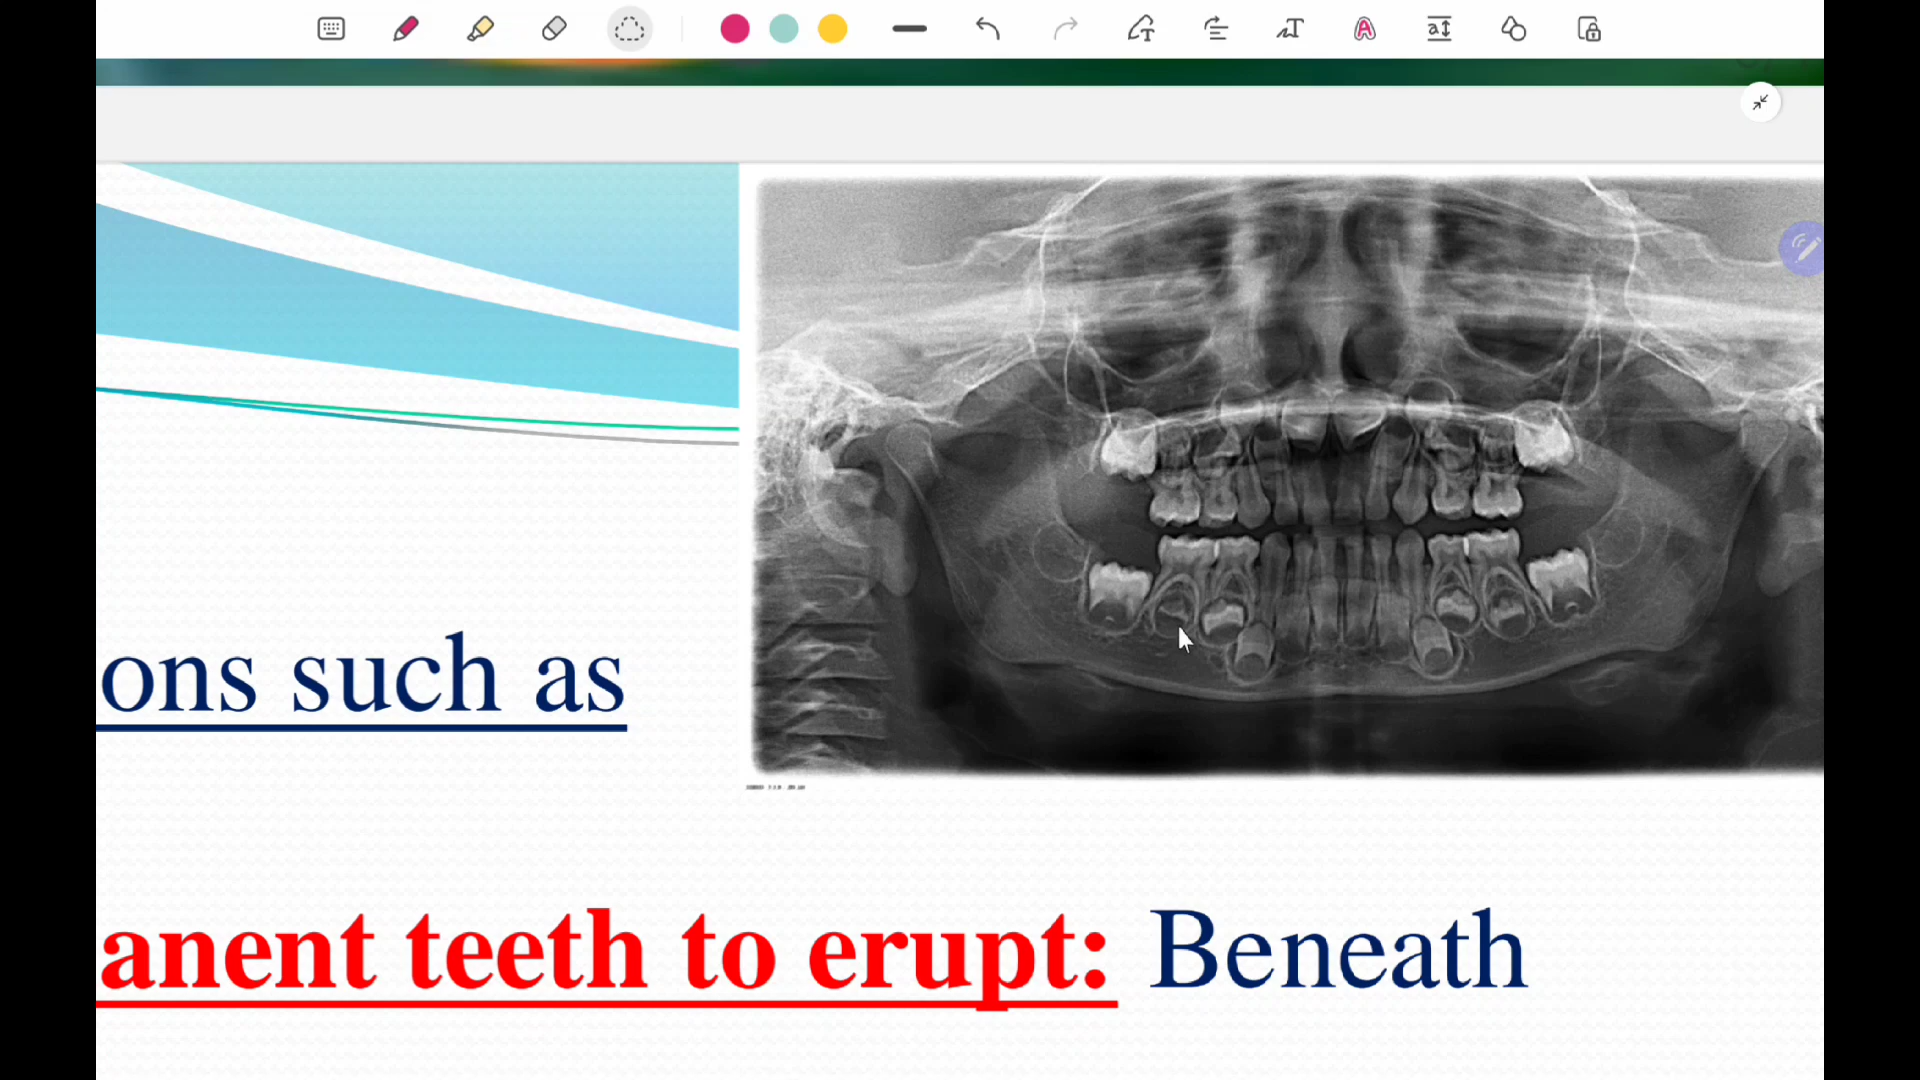 ons such as
anent teeth to erupt: Beneath